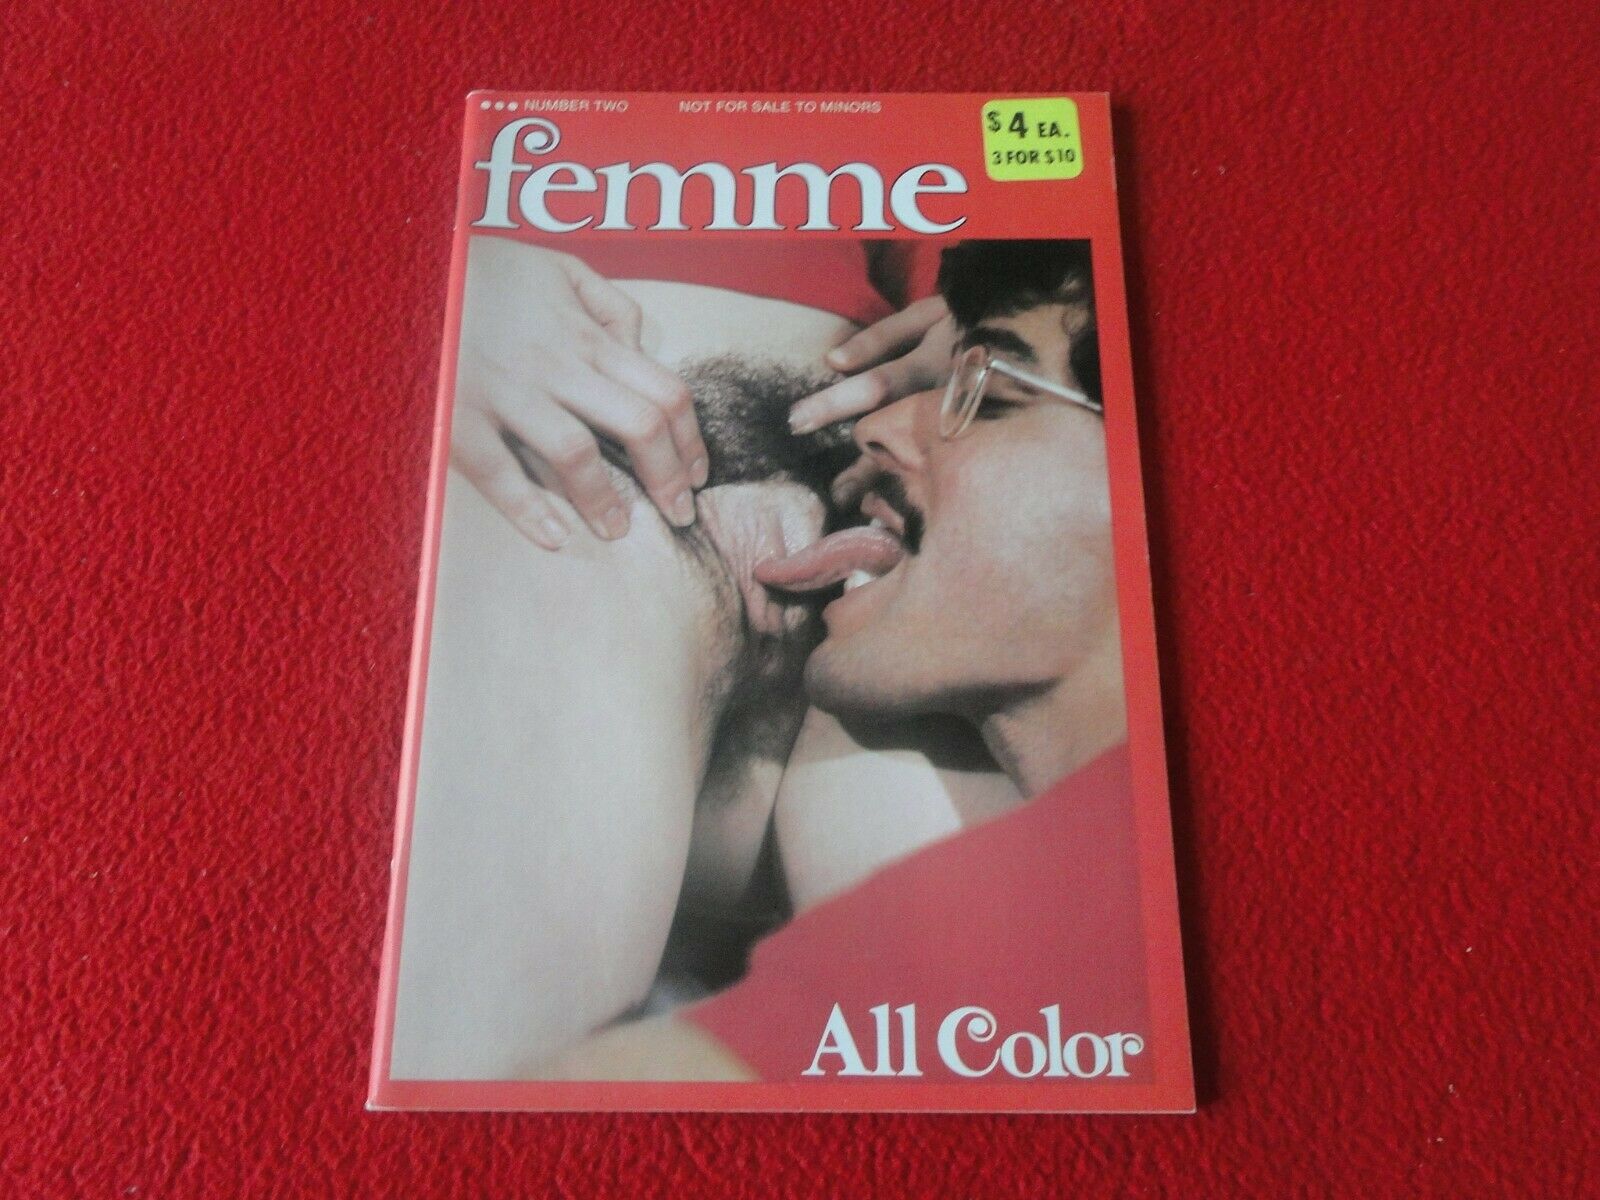 NUMBER TWO NOT FOR SALE TO MINORS
femme
$4 EA.
3 FOR $10
All Color